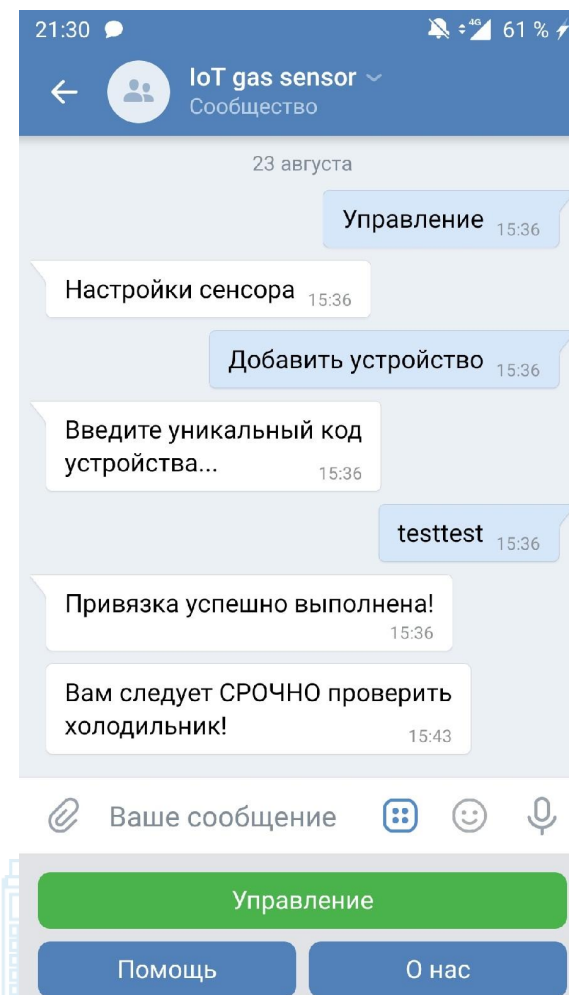 21:30 4G 61 %
IoT gas sensor
Сообщество
23 августа
Управление 15:36
Настройки сенсора 15:36
Добавить устройство 15:36
Введите уникальный код
устройства... 15:36
testtest 15:36
Привязка успешно выполнена!
15:36
Вам следует СРОЧНО проверить
холодильник! 15:43
Ваше сообщение
Управление
Помощь О нас